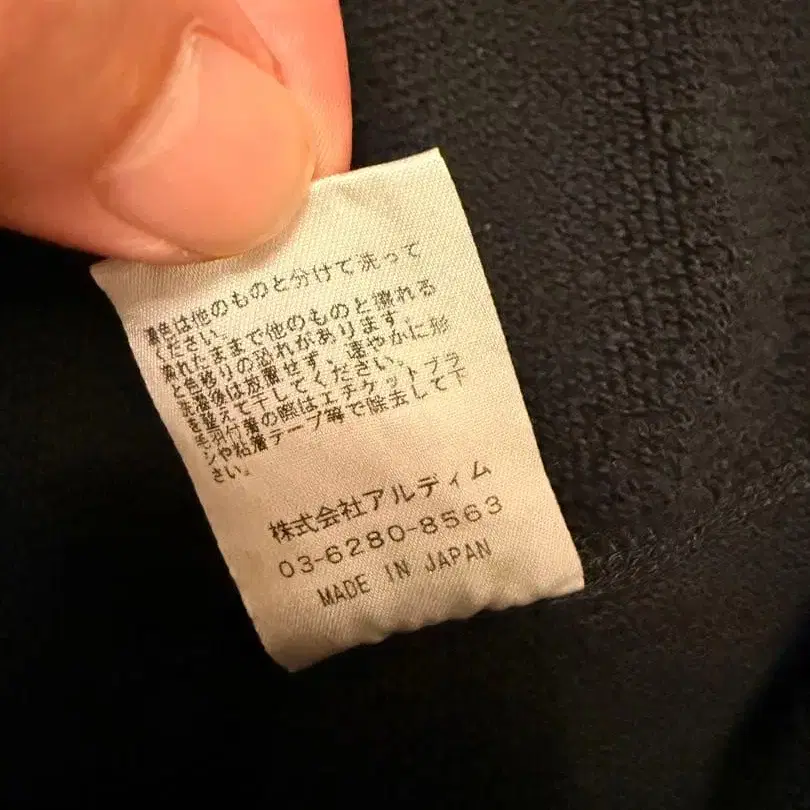 濃色は他のものと分けて洗って
ください。
濡れたままで他のものと擦れる
と色移りの恐れがあります。
洗濯後は放置せず、速やかに形
を整えて干してください。
毛羽付着の際はエチケットブラ
シや粘着テープ等で除去して下
さい。
株式会社アルディム
03-6280-8563
MADE IN JAPAN